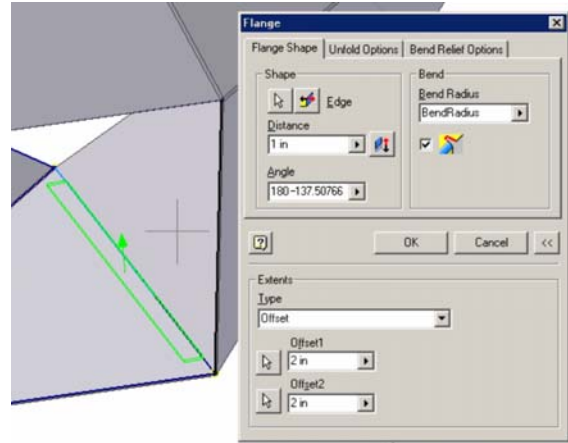 Flange
Flange Shape Unfold Options Bend Relief Options
Shape
Edge
Distance
1 in
Angle
180-137.50766
Bend
Bend Radius
BendRadius
OK Cancel <<
Extents
Type
Offset
Offset1
2 in
Offset2
2 in